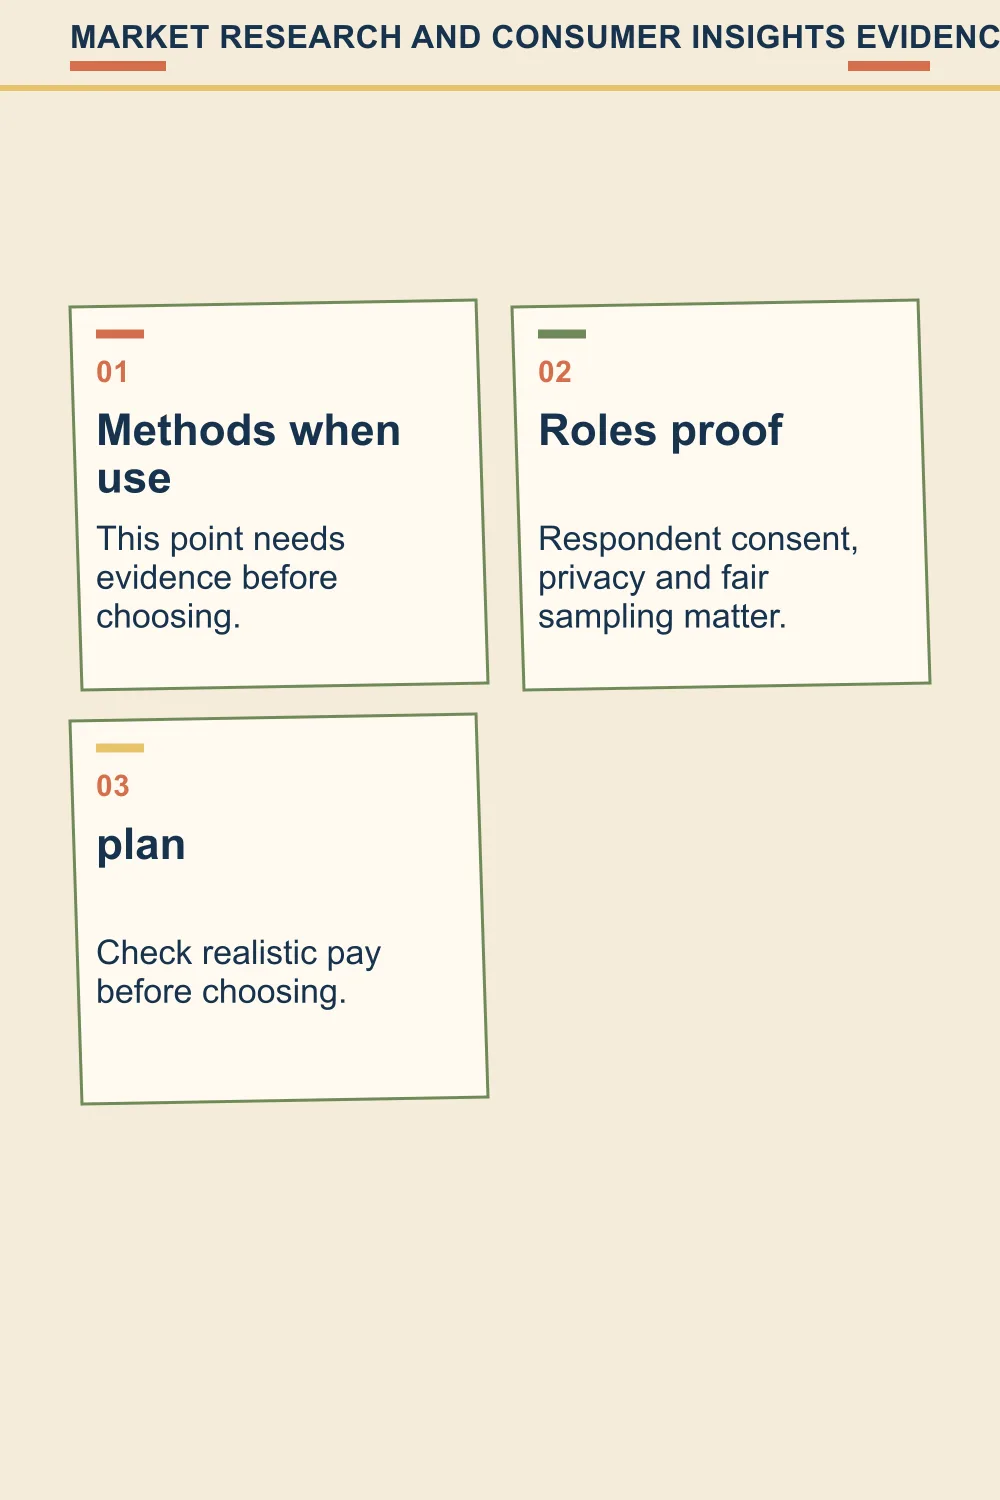 MARKET RESEARCH AND CONSUMER INSIGHTS EVIDENC
01
Methods when
use
This point needs
evidence before
choosing.
02
Roles proof
Respondent consent,
privacy and fair
sampling matter.
03
plan
Check realistic pay
before choosing.